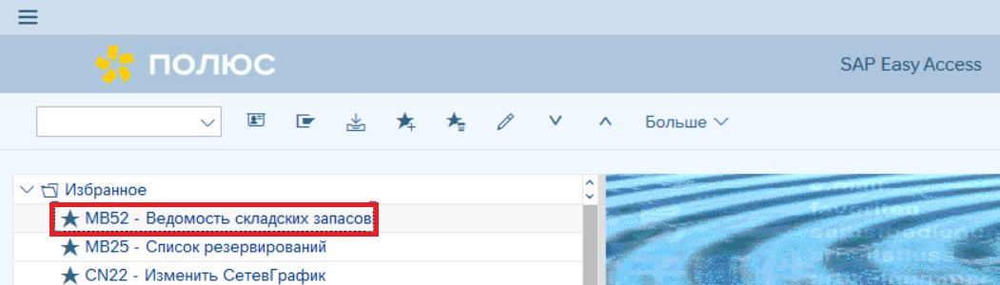 ПОЛЮС
SAP Easy Access
Больше
Избранное
MB52 - Ведомость складских запасов
MB25 - Список резервирований
CN22 - Изменить СетевГрафик